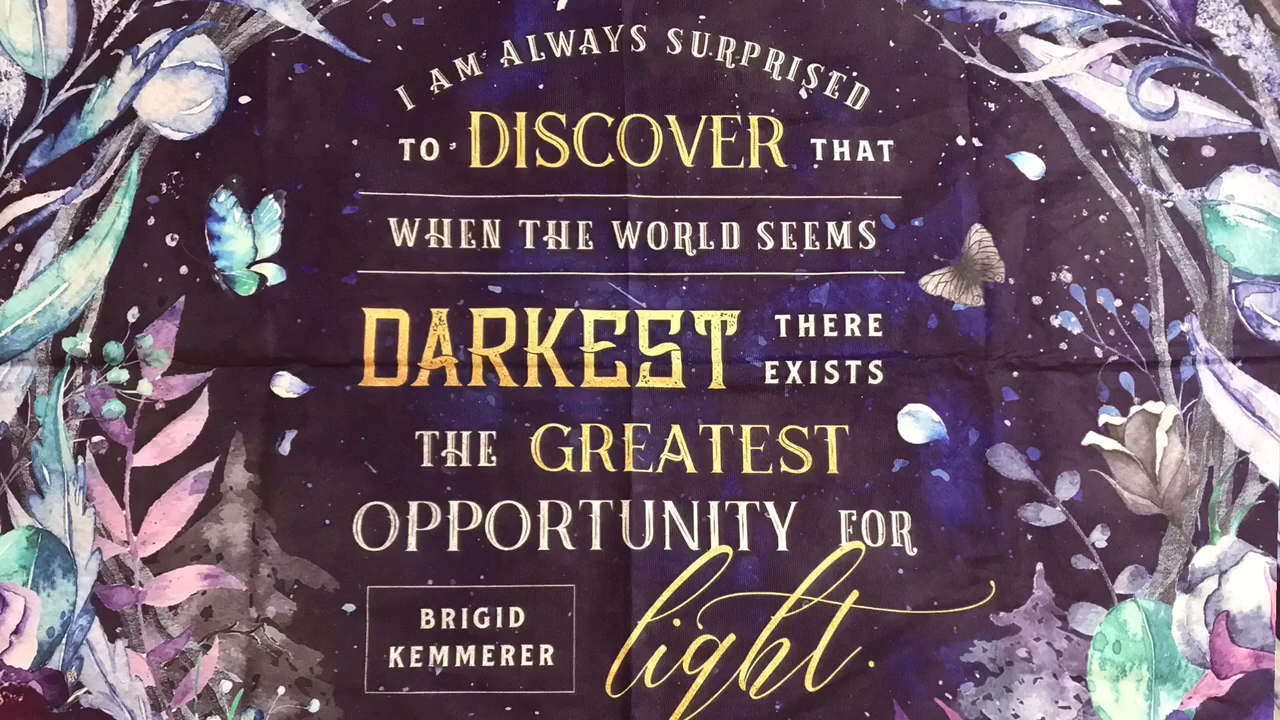 I AM ALWAYS SURPRISED
TO DISCOVER THAT
WHEN THE WORLD SEEMS
DARKEST THERE
EXISTS
THE GREATEST
OPPORTUNITY FOR
light.
BRIGID
KEMMERER